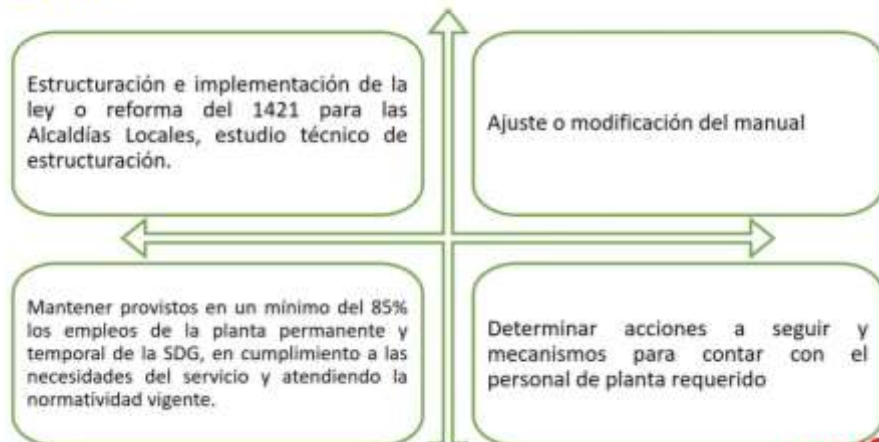 Estructuración e implementación de la
ley o reforma del 1421 para las
Alcaldías Locales, estudio técnico de
estructuración.
Ajuste o modificación del manual
Mantener provistos en un mínimo del 85%
los empleos de la planta permanente y
temporal de la SDG, en cumplimiento a las
necesidades del servicio y atendiendo la
normatividad vigente.
Determinar acciones a seguir y
mecanismos para contar con el
personal de planta requerido